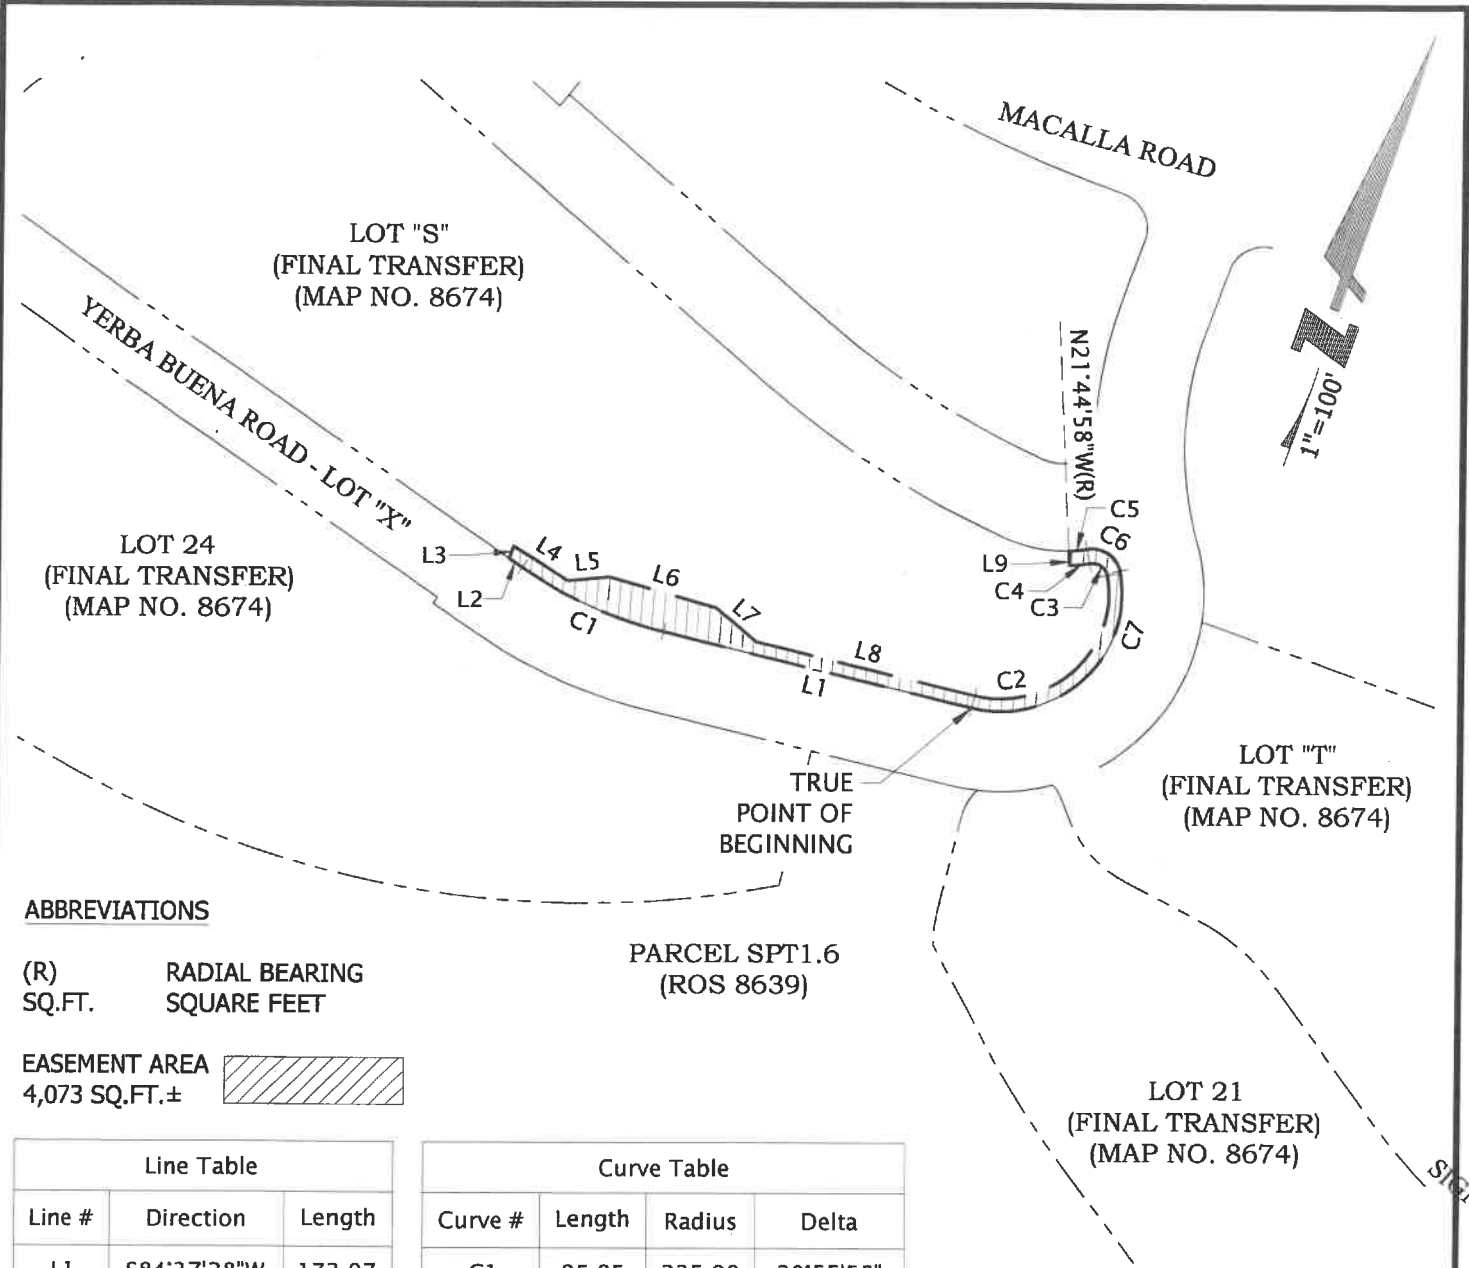 MACALLA ROAD
LOT "S"
(FINAL TRANSFER)
(MAP NO. 8674)
YERBA BUENA ROAD - LOT "X"
N21°44'58"W(R)
1"=100'
LOT 24
(FINAL TRANSFER)
(MAP NO. 8674)
L3
L4
L5
L6
L7
L2
C1
L8
L1
C2
L9
C4
C3
C5
C6
C7
TRUE
POINT OF
BEGINNING
LOT "T"
(FINAL TRANSFER)
(MAP NO. 8674)
ABBREVIATIONS
(R) RADIAL BEARING
SQ.FT. SQUARE FEET
PARCEL SPT1.6
(ROS 8639)
EASEMENT AREA
4,073 SQ.FT.±
LOT 21
(FINAL TRANSFER)
(MAP NO. 8674)
Line Table
Line # Direction Length
Curve Table
Curve # Length Radius Delta